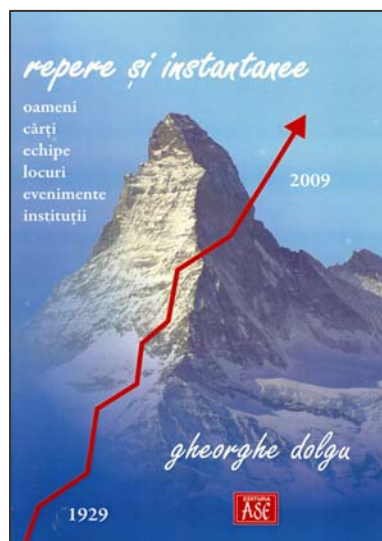 repere și instantanee
oameni
cărți
echipe
locuri
evenimente
instituții
2009
gheorghe dolgu
1929
EDITURA
ASE